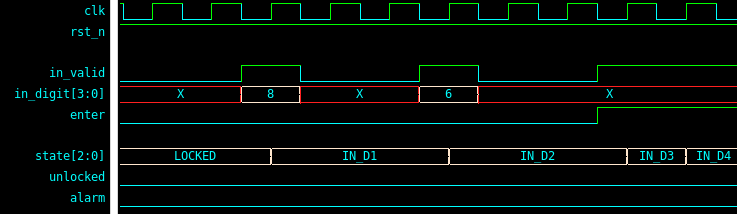 clk
rst_n
in_valid
in_digit[3:0] X 8 X 6 X
enter
state[2:0] LOCKED IN_D1 IN_D2 IN_D3 IN_D4
unlocked
alarm